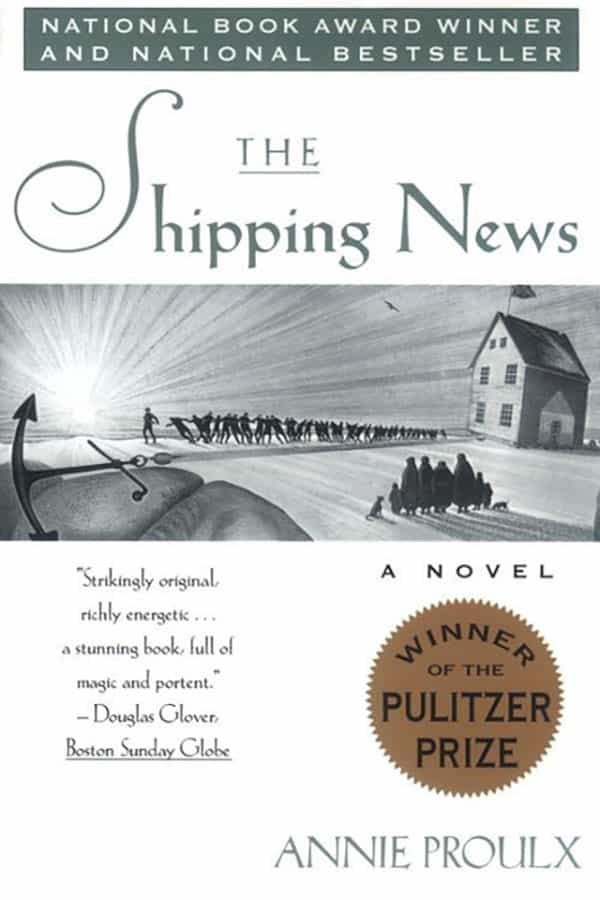 NATIONAL BOOK AWARD WINNER
AND NATIONAL BESTSELLER
THE
Shipping News
A NOVEL
"Strikingly original,
richly energetic . . .
a stunning book, full of
magic and portent."
– Douglas Glover,
Boston Sunday Globe
WINNER
OF THE
PULITZER
PRIZE
ANNIE PROULX